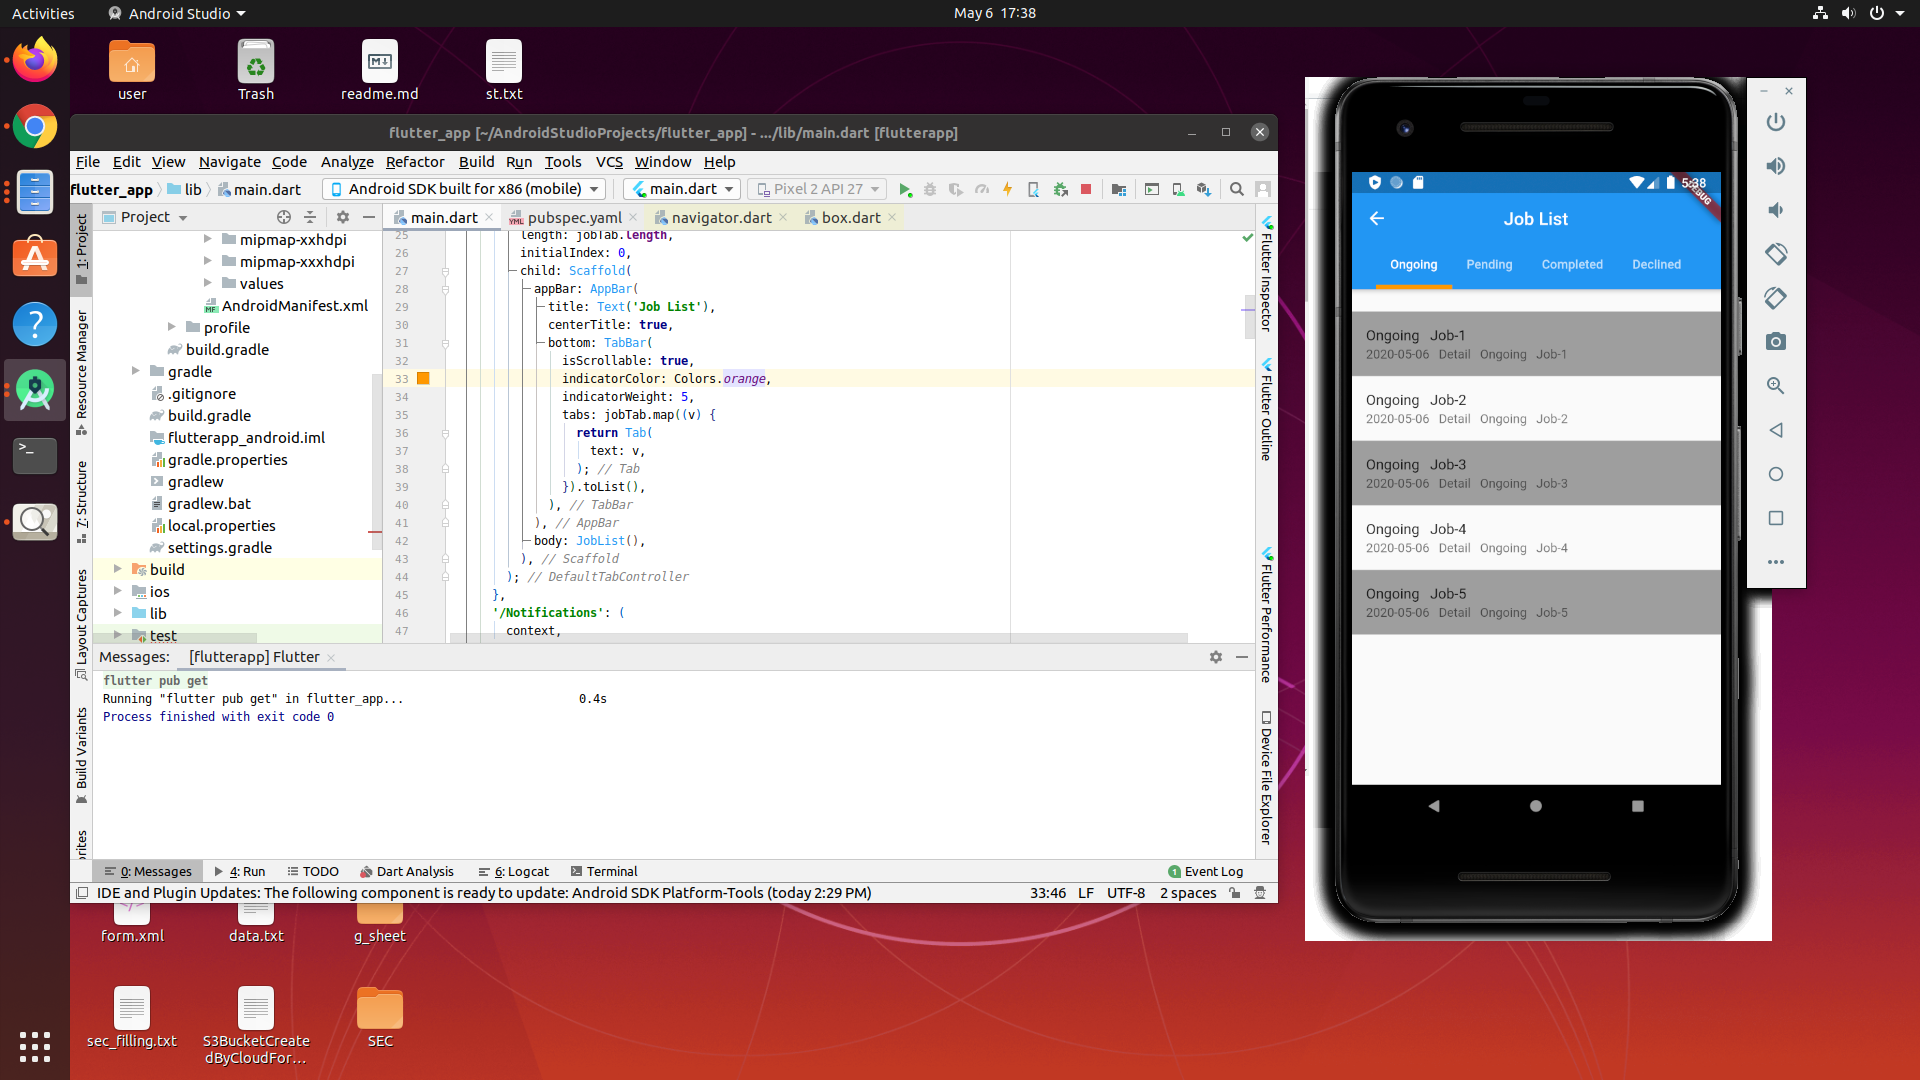 Activities
Android Studio
May 6 17:38
user
Trash
readme.md
st.txt
flutter_app [~/AndroidStudioProjects/flutter_app] - .../lib/main.dart [flutterapp]
File Edit View Navigate Code Analyze Refactor Build Run Tools VCS Window Help
flutter_app lib main.dart
Android SDK built for x86 (mobile)
main.dart
Pixel 2 API 27
Project
main.dart
pubspec.yaml
navigator.dart
box.dart
1: Project
Resource Manager
7: Structure
Layout Captures
Build Variants
mipmap-xxhdpi
mipmap-xxxhdpi
values
AndroidManifest.xml
profile
build.gradle
gradle
.gitignore
build.gradle
flutterapp_android.iml
gradle.properties
gradlew
gradlew.bat
local.properties
settings.gradle
build
ios
lib
test
25 length: jobTab.length,
26 initialIndex: 0,
27 child: Scaffold(
28 appBar: AppBar(
29 title: Text('Job List'),
30 centerTitle: true,
31 bottom: TabBar(
32 isScrollable: true,
33 indicatorColor: Colors.orange,
34 indicatorWeight: 5,
35 tabs: jobTab.map((v) {
36 return Tab(
37 text: v,
38 ); // Tab
39 }).toList(),
40 ), // TabBar
41 ), // AppBar
42 body: JobList(),
43 ), // Scaffold
44 ); // DefaultTabController
45 },
46 '/Notifications': (
47 context,
Flutter Inspector
Flutter Outline
Flutter Performance
Device File Explorer
Messages: [flutterapp] Flutter
flutter pub get
Running "flutter pub get" in flutter_app... 0.4s
Process finished with exit code 0
0: Messages
4: Run
TODO
Dart Analysis
6: Logcat
Terminal
1 Event Log
IDE and Plugin Updates: The following component is ready to update: Android SDK Platform-Tools (today 2:29 PM)
33:46 LF UTF-8 2 spaces
form.xml
data.txt
g_sheet
sec_filling.txt
S3BucketCreate
dByCloudFor...
SEC
5:38
DEBUG
Job List
Ongoing Pending Completed Declined
Ongoing Job-1
2020-05-06 Detail Ongoing Job-1
Ongoing Job-2
2020-05-06 Detail Ongoing Job-2
Ongoing Job-3
2020-05-06 Detail Ongoing Job-3
Ongoing Job-4
2020-05-06 Detail Ongoing Job-4
Ongoing Job-5
2020-05-06 Detail Ongoing Job-5